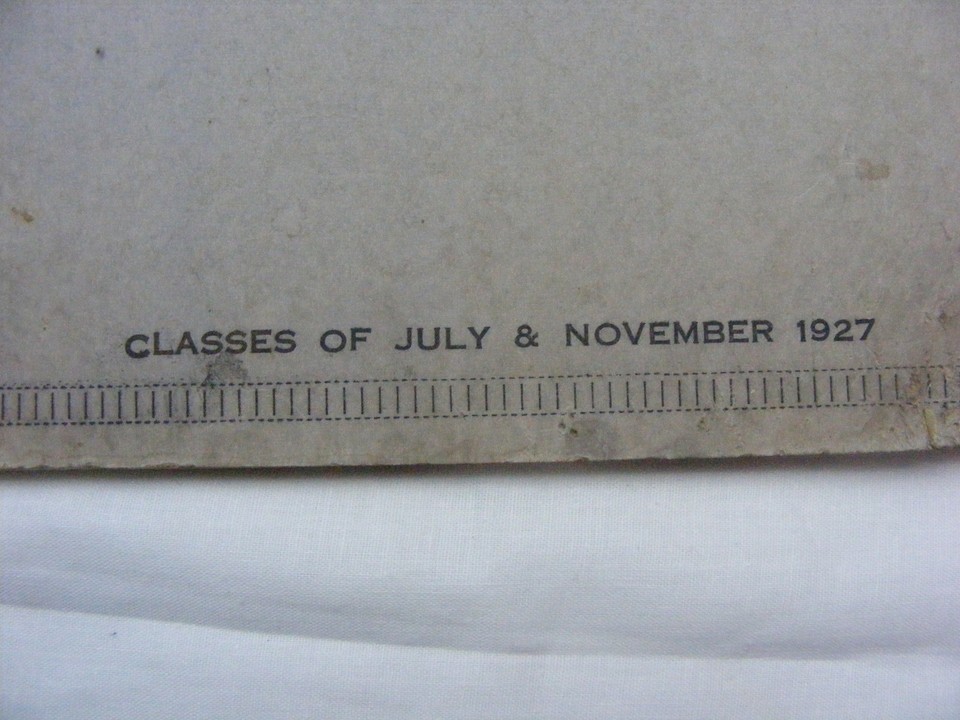 CLASSES OF JULY & NOVEMBER 1927